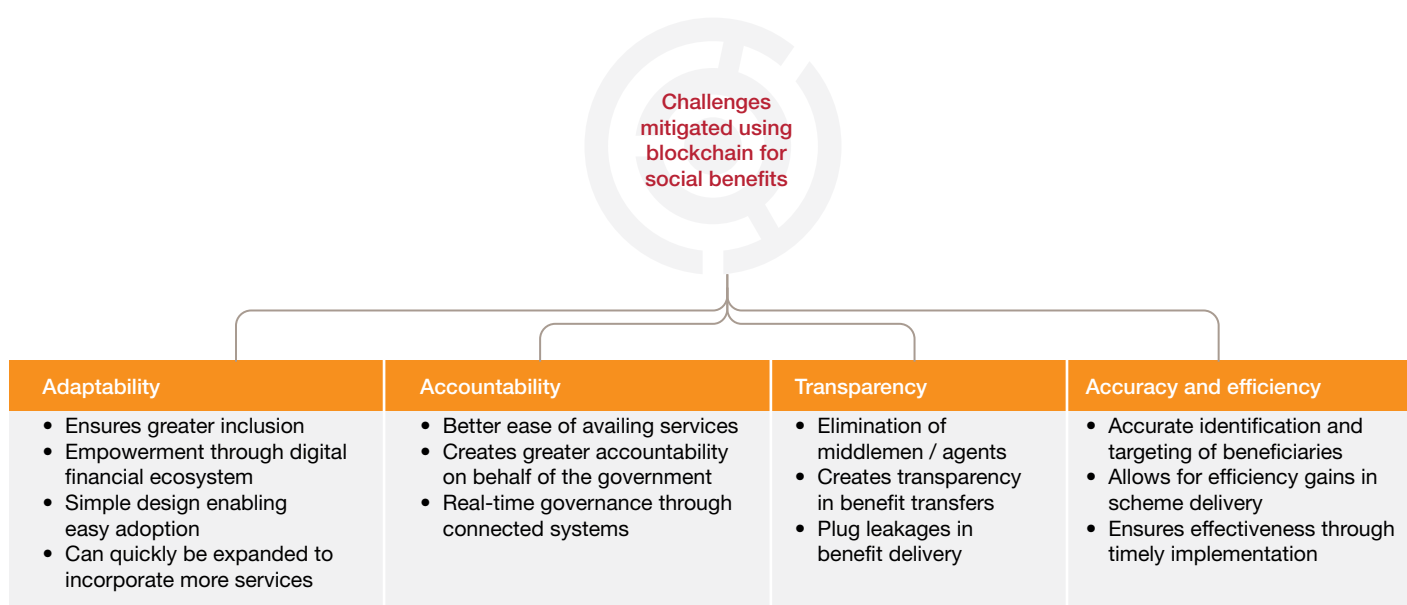 Challenges
mitigated using
blockchain for
social benefits
Adaptability
• Ensures greater inclusion
• Empowerment through digital
financial ecosystem
• Simple design enabling
easy adoption
• Can quickly be expanded to
incorporate more services
Accountability
• Better ease of availing services
• Creates greater accountability
on behalf of the government
• Real-time governance through
connected systems
Transparency
• Elimination of
middlemen / agents
• Creates transparency
in benefit transfers
• Plug leakages in
benefit delivery
Accuracy and efficiency
• Accurate identification and
targeting of beneficiaries
• Allows for efficiency gains in
scheme delivery
• Ensures effectiveness through
timely implementation